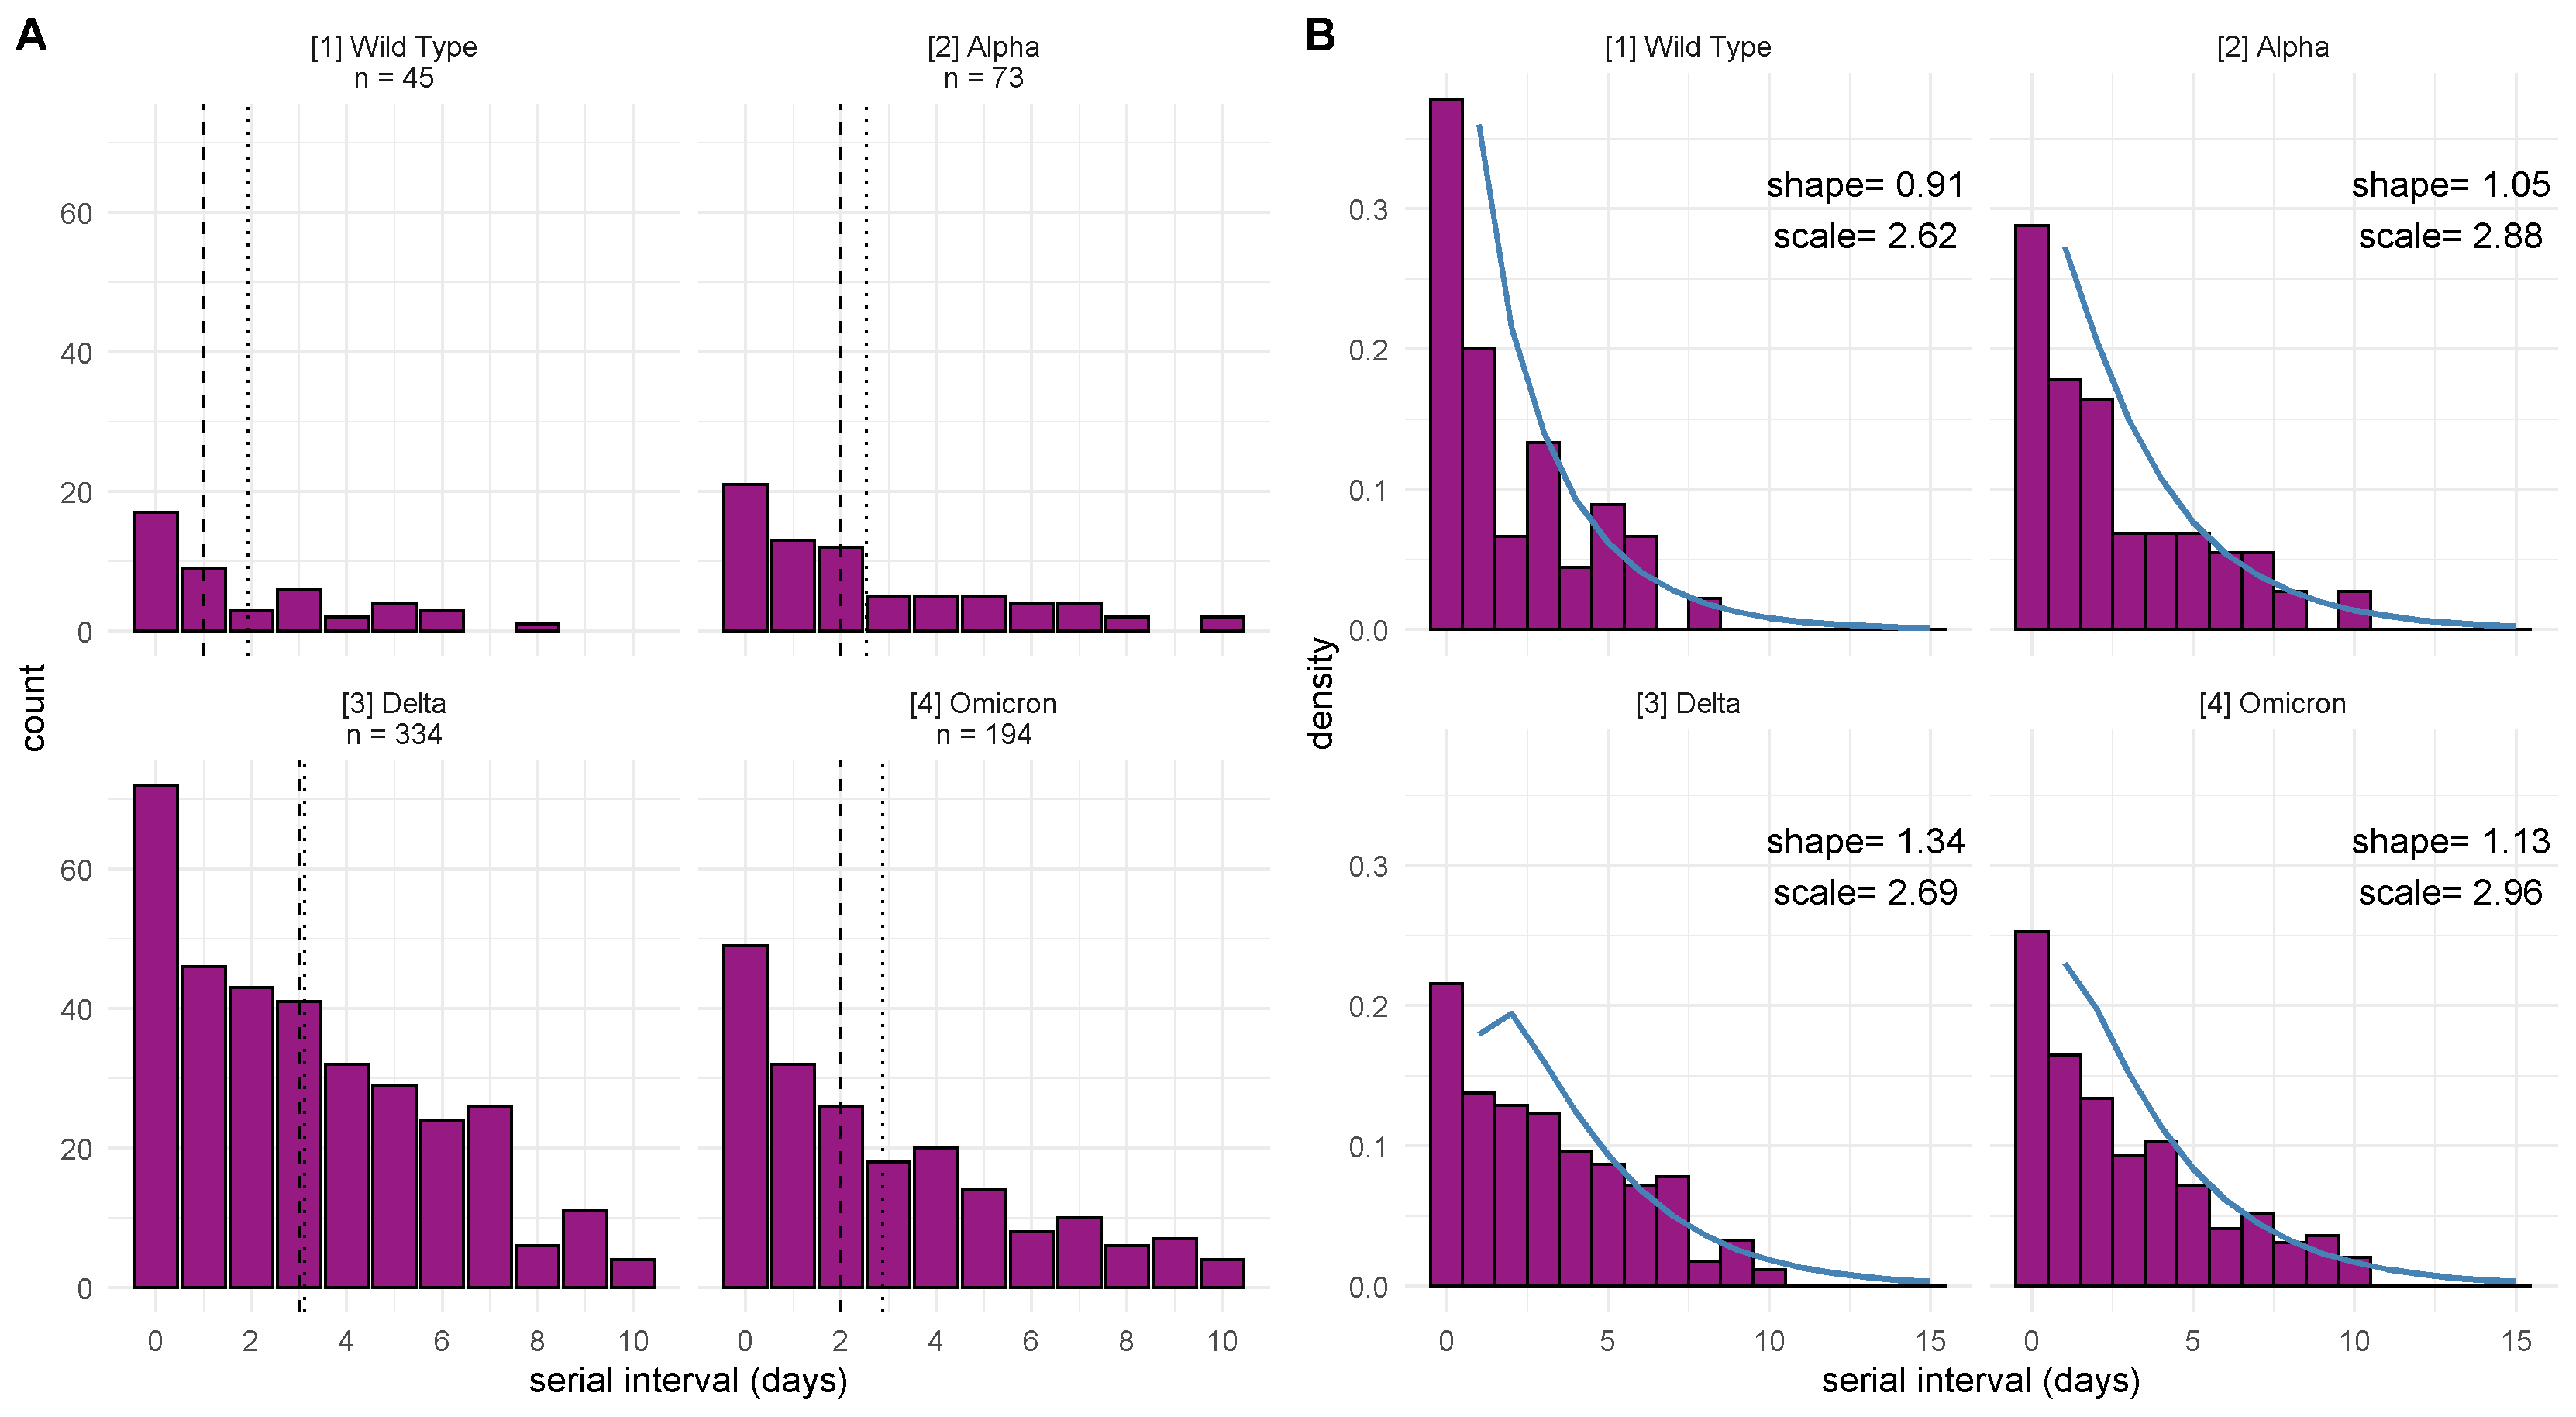 A
[1] Wild Type
n = 45
[2] Alpha
n = 73
60
40
20
0
count
[3] Delta
n = 334
[4] Omicron
n = 194
60
40
20
0
0 2 4 6 8 10
0 2 4 6 8 10
serial interval (days)
B
[1] Wild Type
[2] Alpha
shape= 0.91
scale= 2.62
shape= 1.05
scale= 2.88
0.3
0.2
0.1
0.0
density
[3] Delta
[4] Omicron
shape= 1.34
scale= 2.69
shape= 1.13
scale= 2.96
0.3
0.2
0.1
0.0
0 5 10 15
0 5 10 15
serial interval (days)